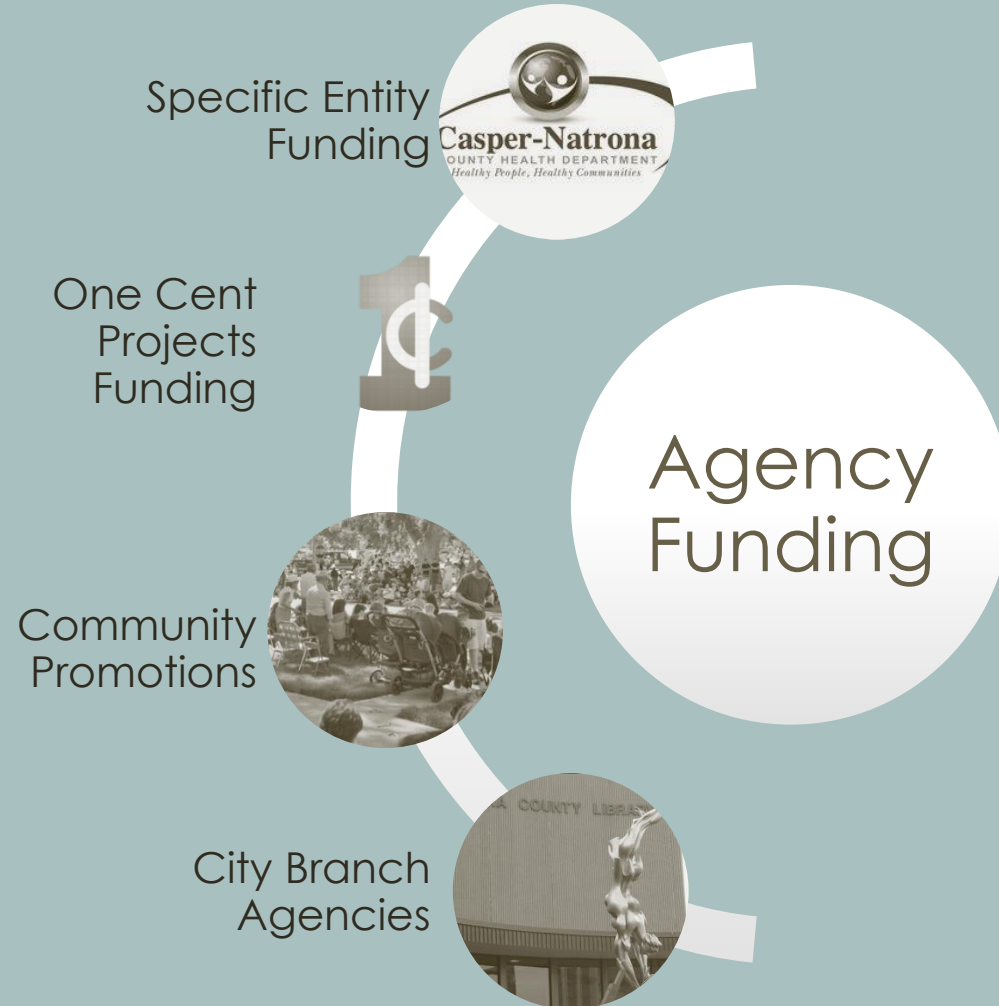 Specific Entity
Funding
Casper-Natrona
OUNTY HEALTH DEPARTMENT
Healthy People, Healthy Communities
One Cent
Projects
Funding
1¢
Agency
Funding
Community
Promotions
A COUNTY LIBRA
City Branch
Agencies